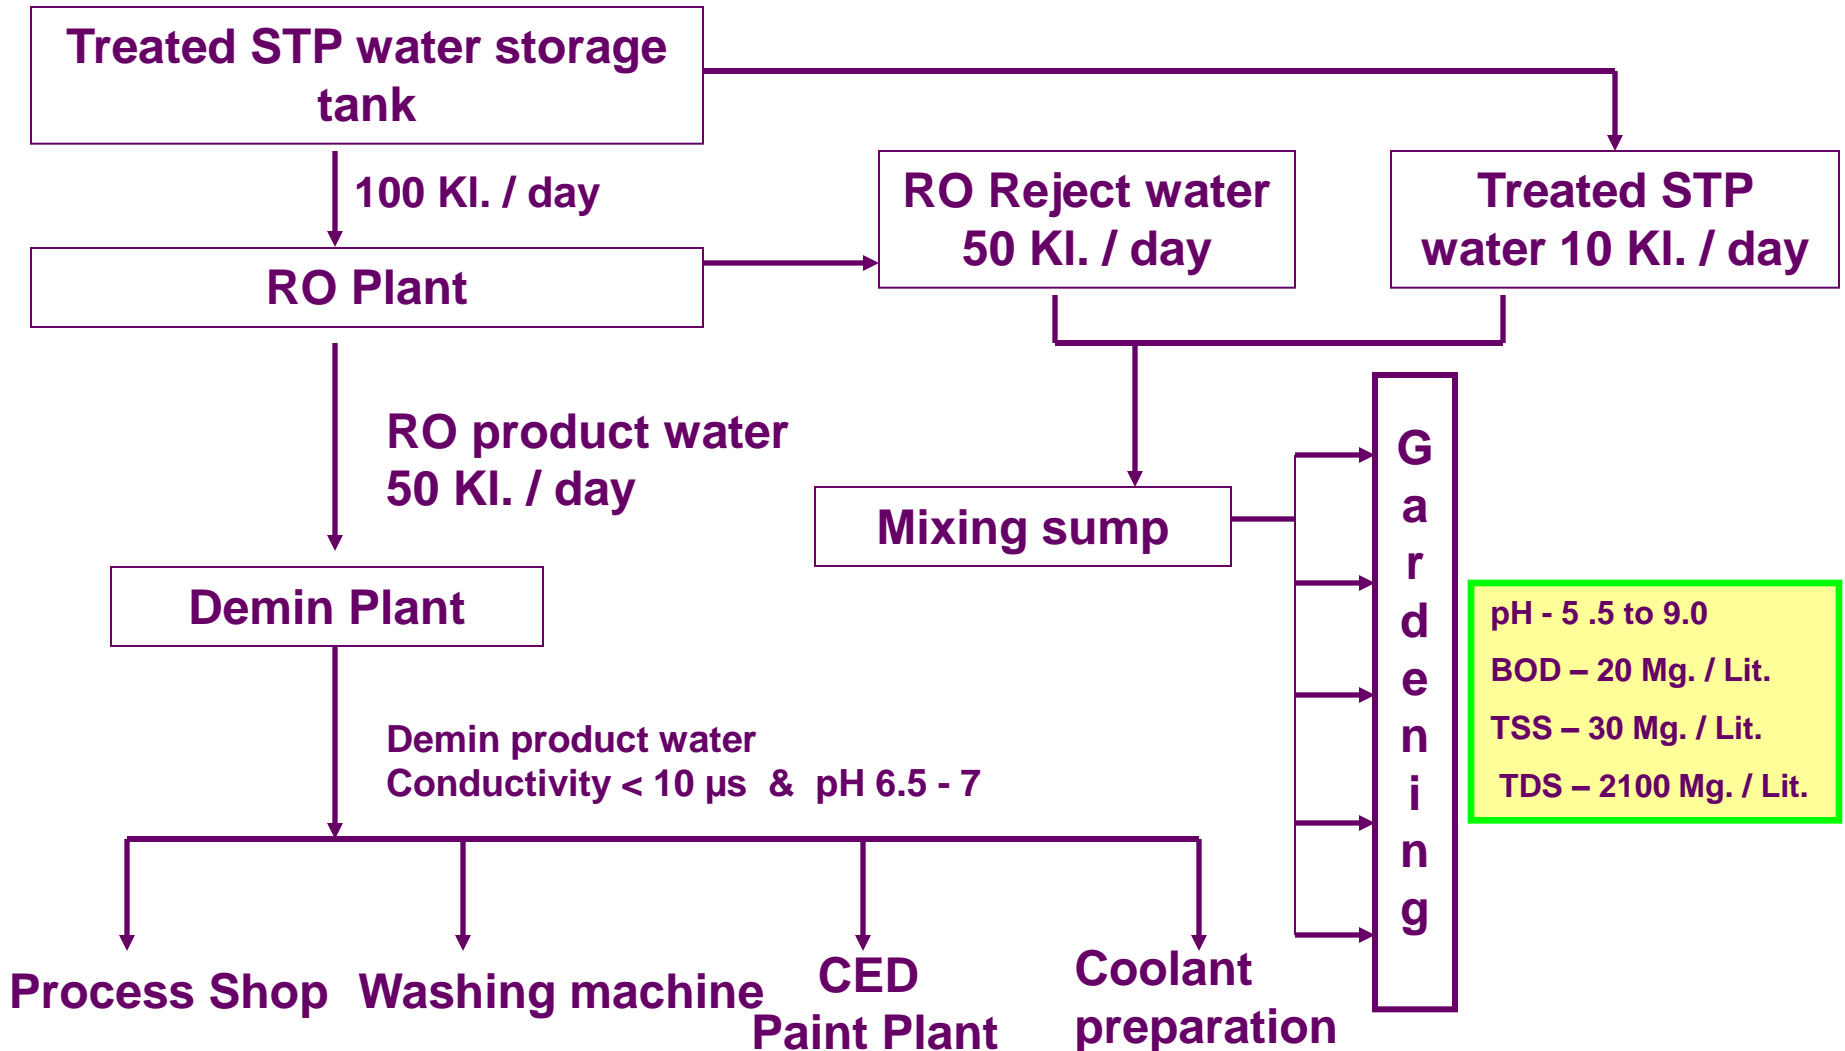 Treated STP water storage
tank
100 Kl. / day
RO Reject water
50 Kl. / day
Treated STP
water 10 Kl. / day
RO Plant
RO product water
50 Kl. / day
Mixing sump
Gardening
Demin Plant
pH - 5 .5 to 9.0
BOD – 20 Mg. / Lit.
TSS – 30 Mg. / Lit.
TDS – 2100 Mg. / Lit.
Demin product water
Conductivity < 10 µs & pH 6.5 - 7
Process Shop
Washing machine
CED
Paint Plant
Coolant
preparation